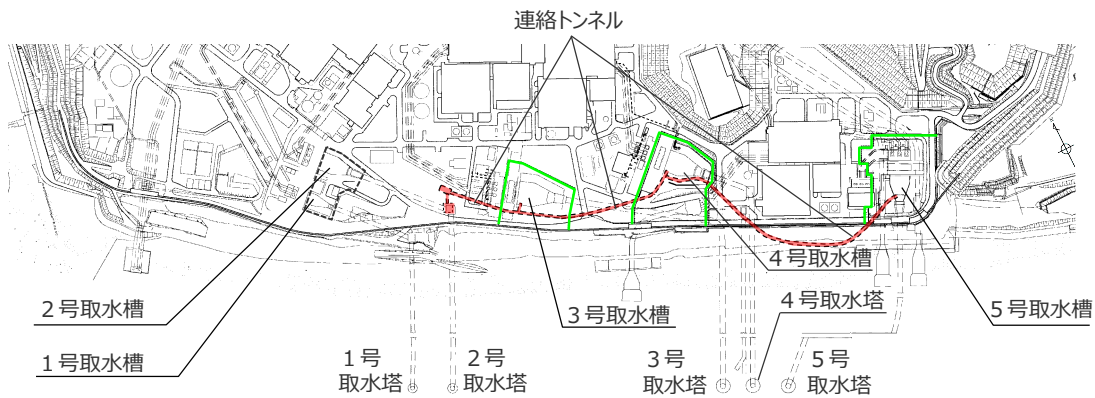 連絡トンネル
4号取水槽
2号取水槽
3号取水槽
4号取水塔
5号取水槽
1号取水槽
1号
取水塔
2号
取水塔
3号
取水塔
5号
取水塔